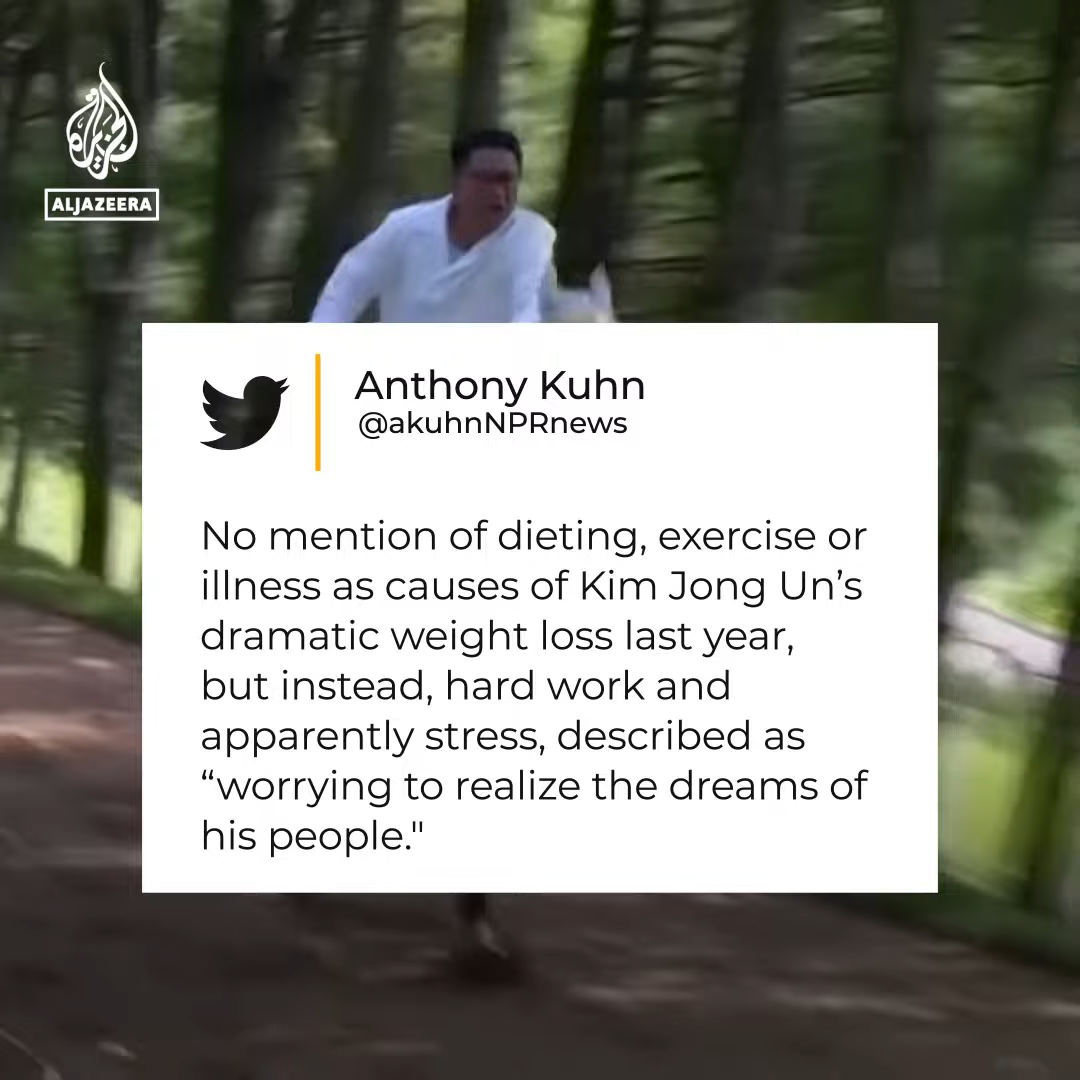 الجزيرة
ALJAZEERA
Anthony Kuhn
@akuhnNPRnews
No mention of dieting, exercise or
illness as causes of Kim Jong Un’s
dramatic weight loss last year,
but instead, hard work and
apparently stress, described as
“worrying to realize the dreams of
his people."